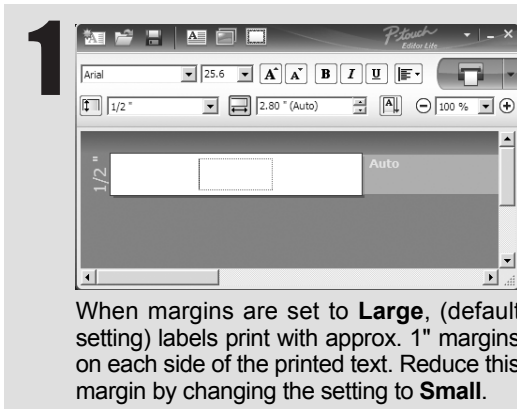 1
P-touch
Editor Lite
Arial
25.6
A A B I U
1/2 "
2.80 " (Auto)
A
100 %
1/2 "
Auto
When margins are set to Large, (default
setting) labels print with approx. 1" margins
on each side of the printed text. Reduce this
margin by changing the setting to Small.